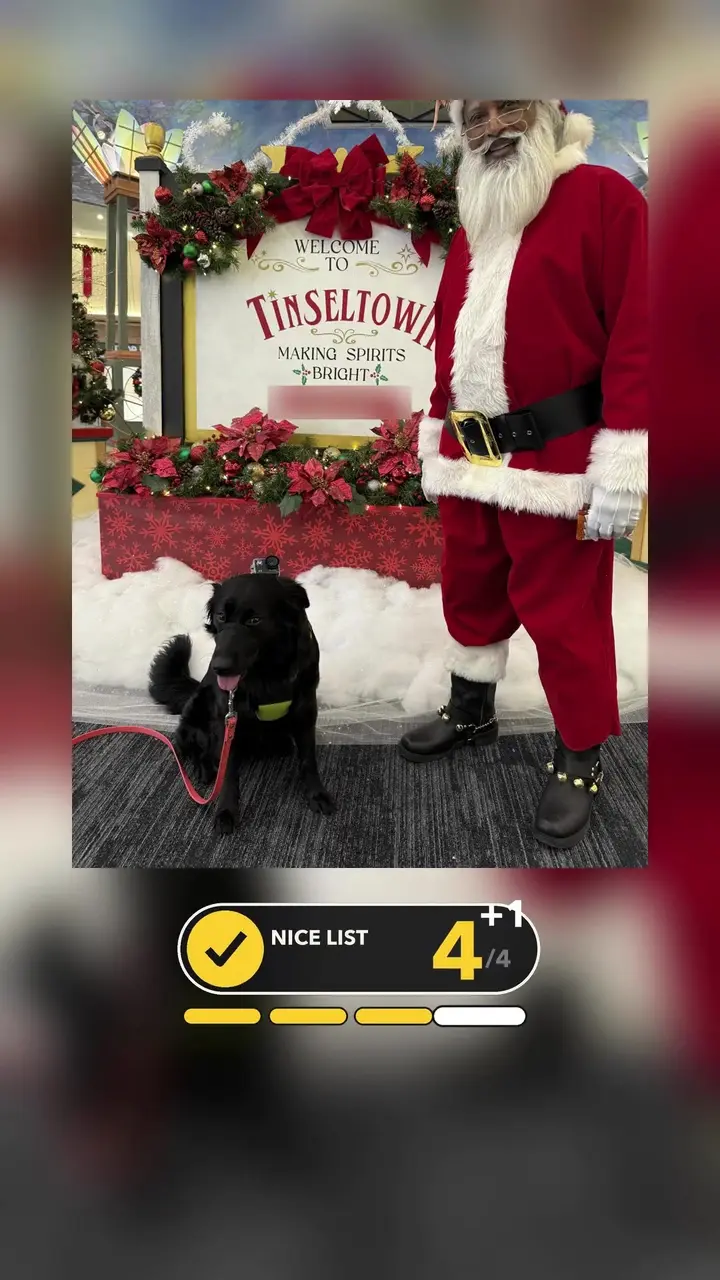 WELCOME
TO
TINSELTOWN
MAKING SPIRITS
BRIGHT
NICE LIST
4/4
+1